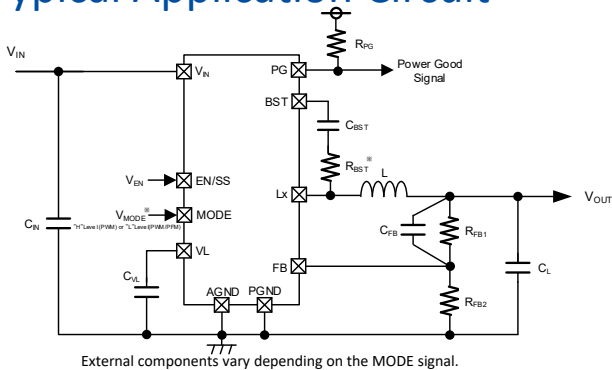 ypical Application Circuit
V_IN
R_PG
Power Good
Signal
V_IN
PG
BST
C_BST
R_BST※
L
V_EN
EN/SS
Lx
V_OUT
V_MODE※
MODE
"H"Level(PWM) or "L"Level(PWM/PFM)
C_IN
C_FB
R_FB1
VL
C_VL
FB
C_L
AGND
PGND
R_FB2
External components vary depending on the MODE signal.